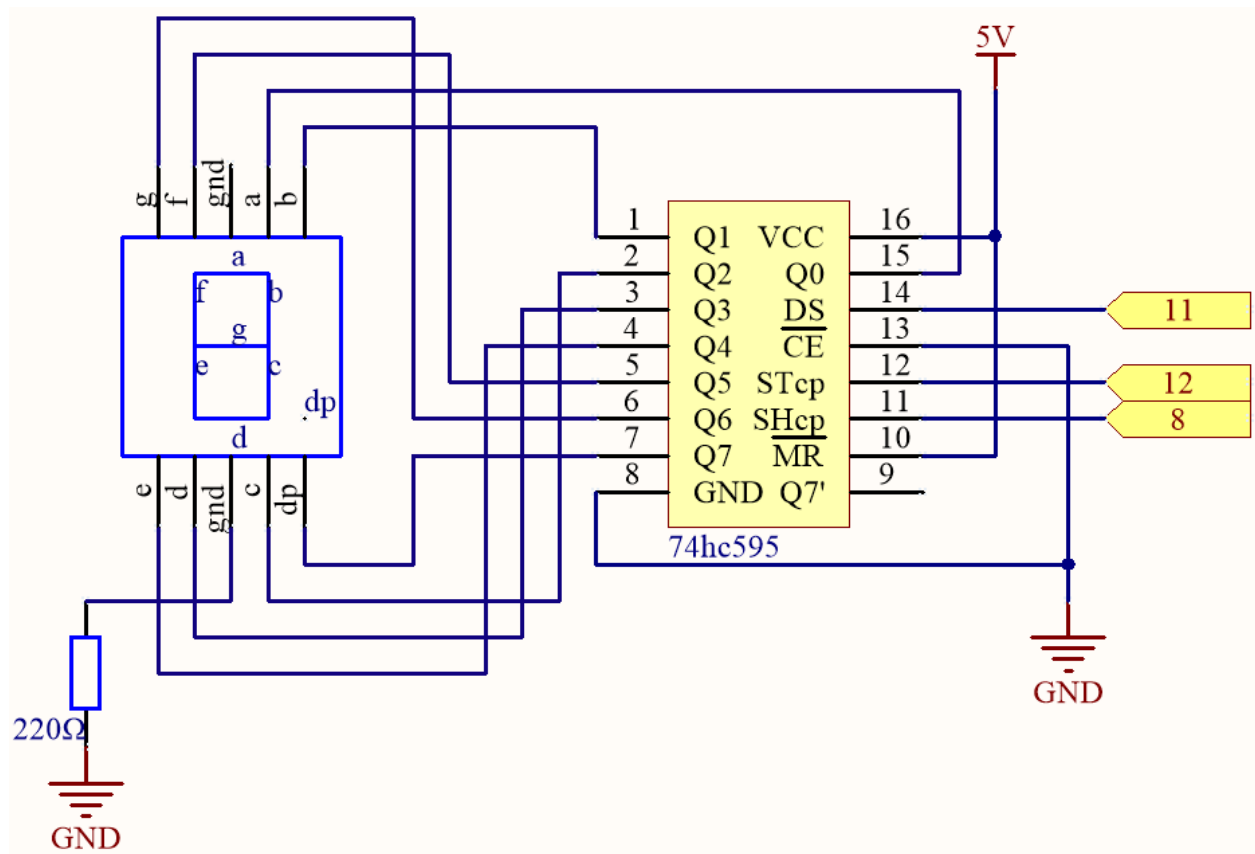 5V
g
f
gnd
a
b
a
f
b
g
e
c
dp
d
e
d
gnd
c
dp
220Ω
GND
1
2
3
4
5
6
7
8
Q1 VCC
Q2 Q0
Q3 DS
Q4 CE
Q5 STcp
Q6 SHcp
Q7 MR
GND Q7'
16
15
14
13
12
11
10
9
74hc595
11
12
8
GND